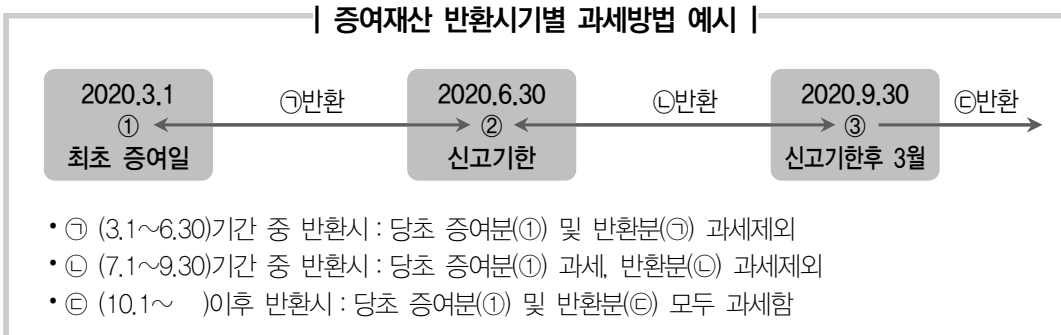 | 증여재산 반환시기별 과세방법 예시 |
2020.3.1 ㉠반환 2020.6.30 ㉡반환 2020.9.30 ㉢반환
① ② ③
최초 증여일 신고기한 신고기한후 3월
• ㉠ (3.1~6.30)기간 중 반환시 : 당초 증여분(①) 및 반환분(㉠) 과세제외
• ㉡ (7.1~9.30)기간 중 반환시 : 당초 증여분(①) 과세, 반환분(㉡) 과세제외
• ㉢ (10.1~ )이후 반환시 : 당초 증여분(①) 및 반환분(㉢) 모두 과세함